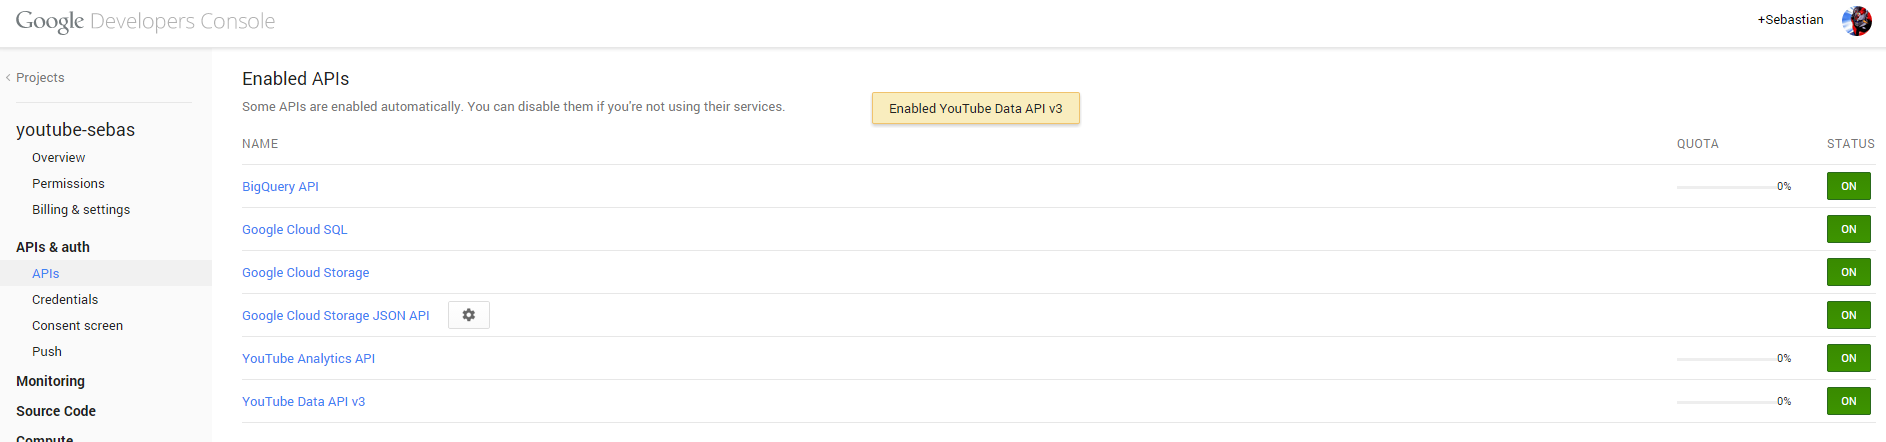 Google Developers Console
+Sebastian
Projects
youtube-sebas
Overview
Permissions
Billing & settings
APIs & auth
APIs
Credentials
Consent screen
Push
Monitoring
Source Code
Compute
Enabled APIs
Some APIs are enabled automatically. You can disable them if you're not using their services.
Enabled YouTube Data API v3
NAME QUOTA STATUS
BigQuery API 0% ON
Google Cloud SQL ON
Google Cloud Storage ON
Google Cloud Storage JSON API ON
YouTube Analytics API 0% ON
YouTube Data API v3 0% ON